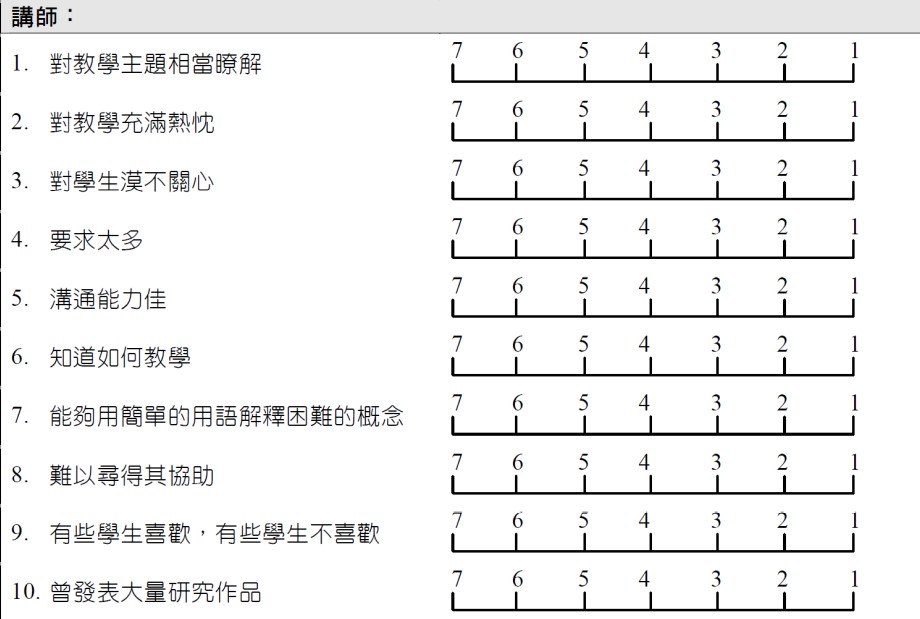 講師：
1. 對教學主題相當瞭解 7 6 5 4 3 2 1
2. 對教學充滿熱忱 7 6 5 4 3 2 1
3. 對學生漠不關心 7 6 5 4 3 2 1
4. 要求太多 7 6 5 4 3 2 1
5. 溝通能力佳 7 6 5 4 3 2 1
6. 知道如何教學 7 6 5 4 3 2 1
7. 能夠用簡單的用語解釋困難的概念 7 6 5 4 3 2 1
8. 難以尋得其協助 7 6 5 4 3 2 1
9. 有些學生喜歡，有些學生不喜歡 7 6 5 4 3 2 1
10. 曾發表大量研究作品 7 6 5 4 3 2 1